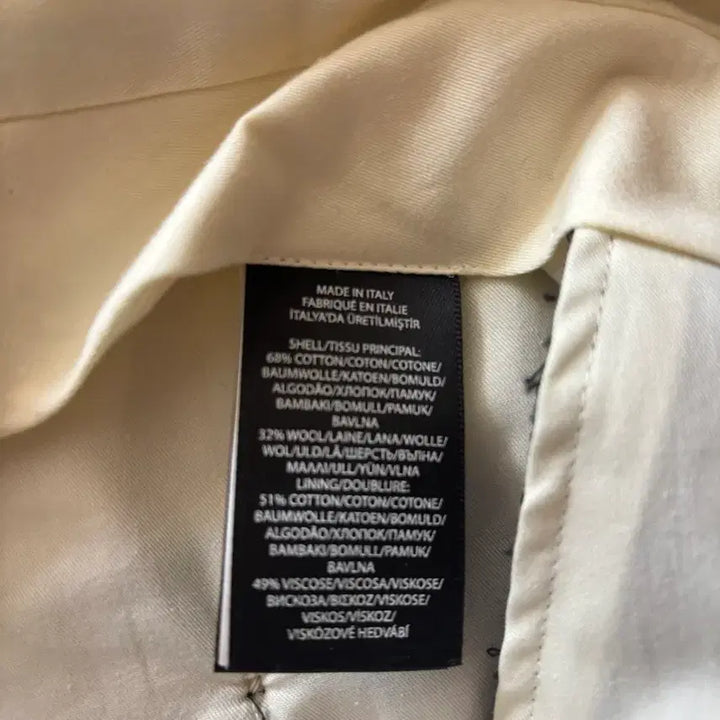 MADE IN ITALY
FABRIQUÉ EN ITALIE
İTALYA'DA ÜRETİLMİŞTİR
SHELL/TISSU PRINCIPAL:
68% COTTON/COTON/COTONE/
BAUMWOLLE/KATOEN/BOMULD/
ALGODÃO/ХЛОПОК/ПАМУК/
BAMBAKI/BOMULL/PAMUK/
BAVLNA
32% WOOL/LAINE/LANA/WOLLE/
WOL/ULD/LÃ/ШЕРСТЬ/ВЪЛНА/
ΜΑΛΛΙ/ULL/YÜN/VLNA
LINING/DOUBLURE:
51% COTTON/COTON/COTONE/
BAUMWOLLE/KATOEN/BOMULD/
ALGODÃO/ХЛОПОК/ПАМУК/
BAMBAKI/BOMULL/PAMUK/
BAVLNA
49% VISCOSE/VISCOSA/VISKOSE/
ВИСКОЗА/ΒΙΣΚΟΖ/VISKOSE/
VISKOS/VİSKOZ/
VISKÓZOVÉ HEDVÁBÍ